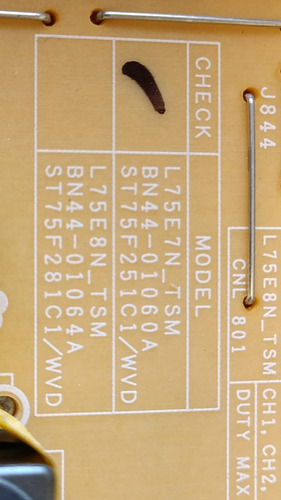 J844
L75E8N_TSM CH1, CH2,
CNL 801 DUTY MAX
CHECK MODEL
L75E7N_TSM
BN44-01060A
ST75F251C1/WVD
L75E8N_TSM
BN44-01064A
ST75F281C1/WVD